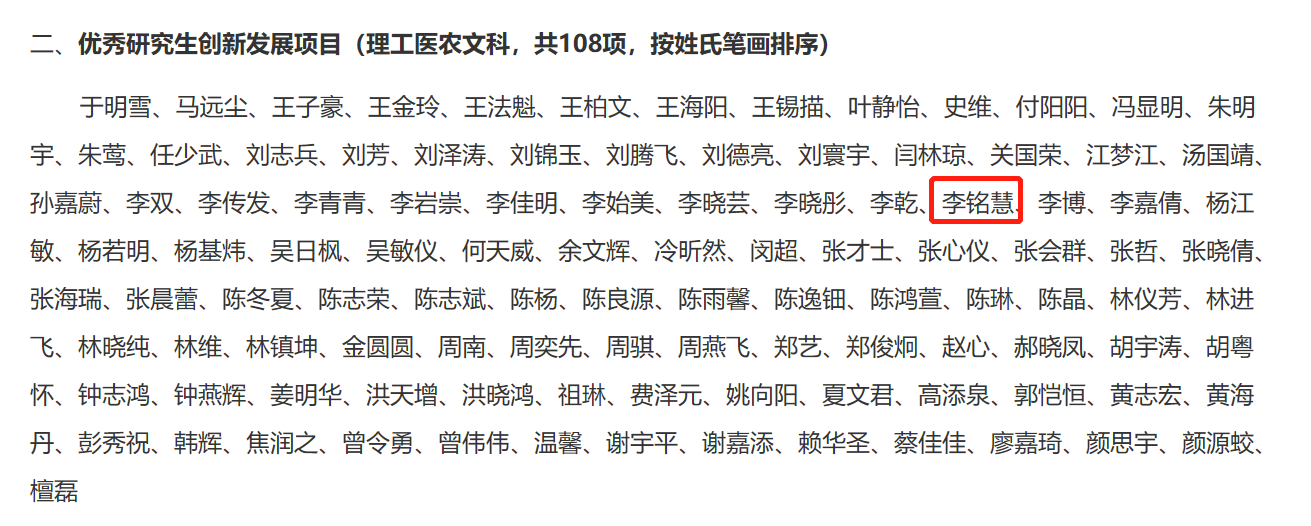 二、优秀研究生创新发展项目（理工医农文科，共108项，按姓氏笔画排序）
于明雪、马远尘、王子豪、王金玲、王法魁、王柏文、王海阳、王锡描、叶静怡、史维、付阳阳、冯显明、朱明
宇、朱莺、任少武、刘志兵、刘芳、刘泽涛、刘锦玉、刘腾飞、刘德亮、刘寰宇、闫林琼、关国荣、江梦江、汤国靖、
孙嘉蔚、李双、李传发、李青青、李岩崇、李佳明、李始美、李晓芸、李晓彤、李乾、李铭慧、李博、李嘉倩、杨江
敏、杨若明、杨基炜、吴日枫、吴敏仪、何天威、余文辉、冷昕然、闵超、张才士、张心仪、张会群、张哲、张晓倩、
张海瑞、张晨蕾、陈冬夏、陈志荣、陈志斌、陈杨、陈良源、陈雨馨、陈逸钿、陈鸿萱、陈琳、陈晶、林仪芳、林进
飞、林晓纯、林维、林镇坤、金圆圆、周南、周奕先、周骐、周燕飞、郑艺、郑俊炯、赵心、郝晓凤、胡宇涛、胡粤
怀、钟志鸿、钟燕辉、姜明华、洪天增、洪晓鸿、祖琳、费泽元、姚向阳、夏文君、高添泉、郭恺恒、黄志宏、黄海
丹、彭秀祝、韩辉、焦润之、曾令勇、曾伟伟、温馨、谢宇平、谢嘉添、赖华圣、蔡佳佳、廖嘉琦、颜思宇、颜源蛟、
檀磊